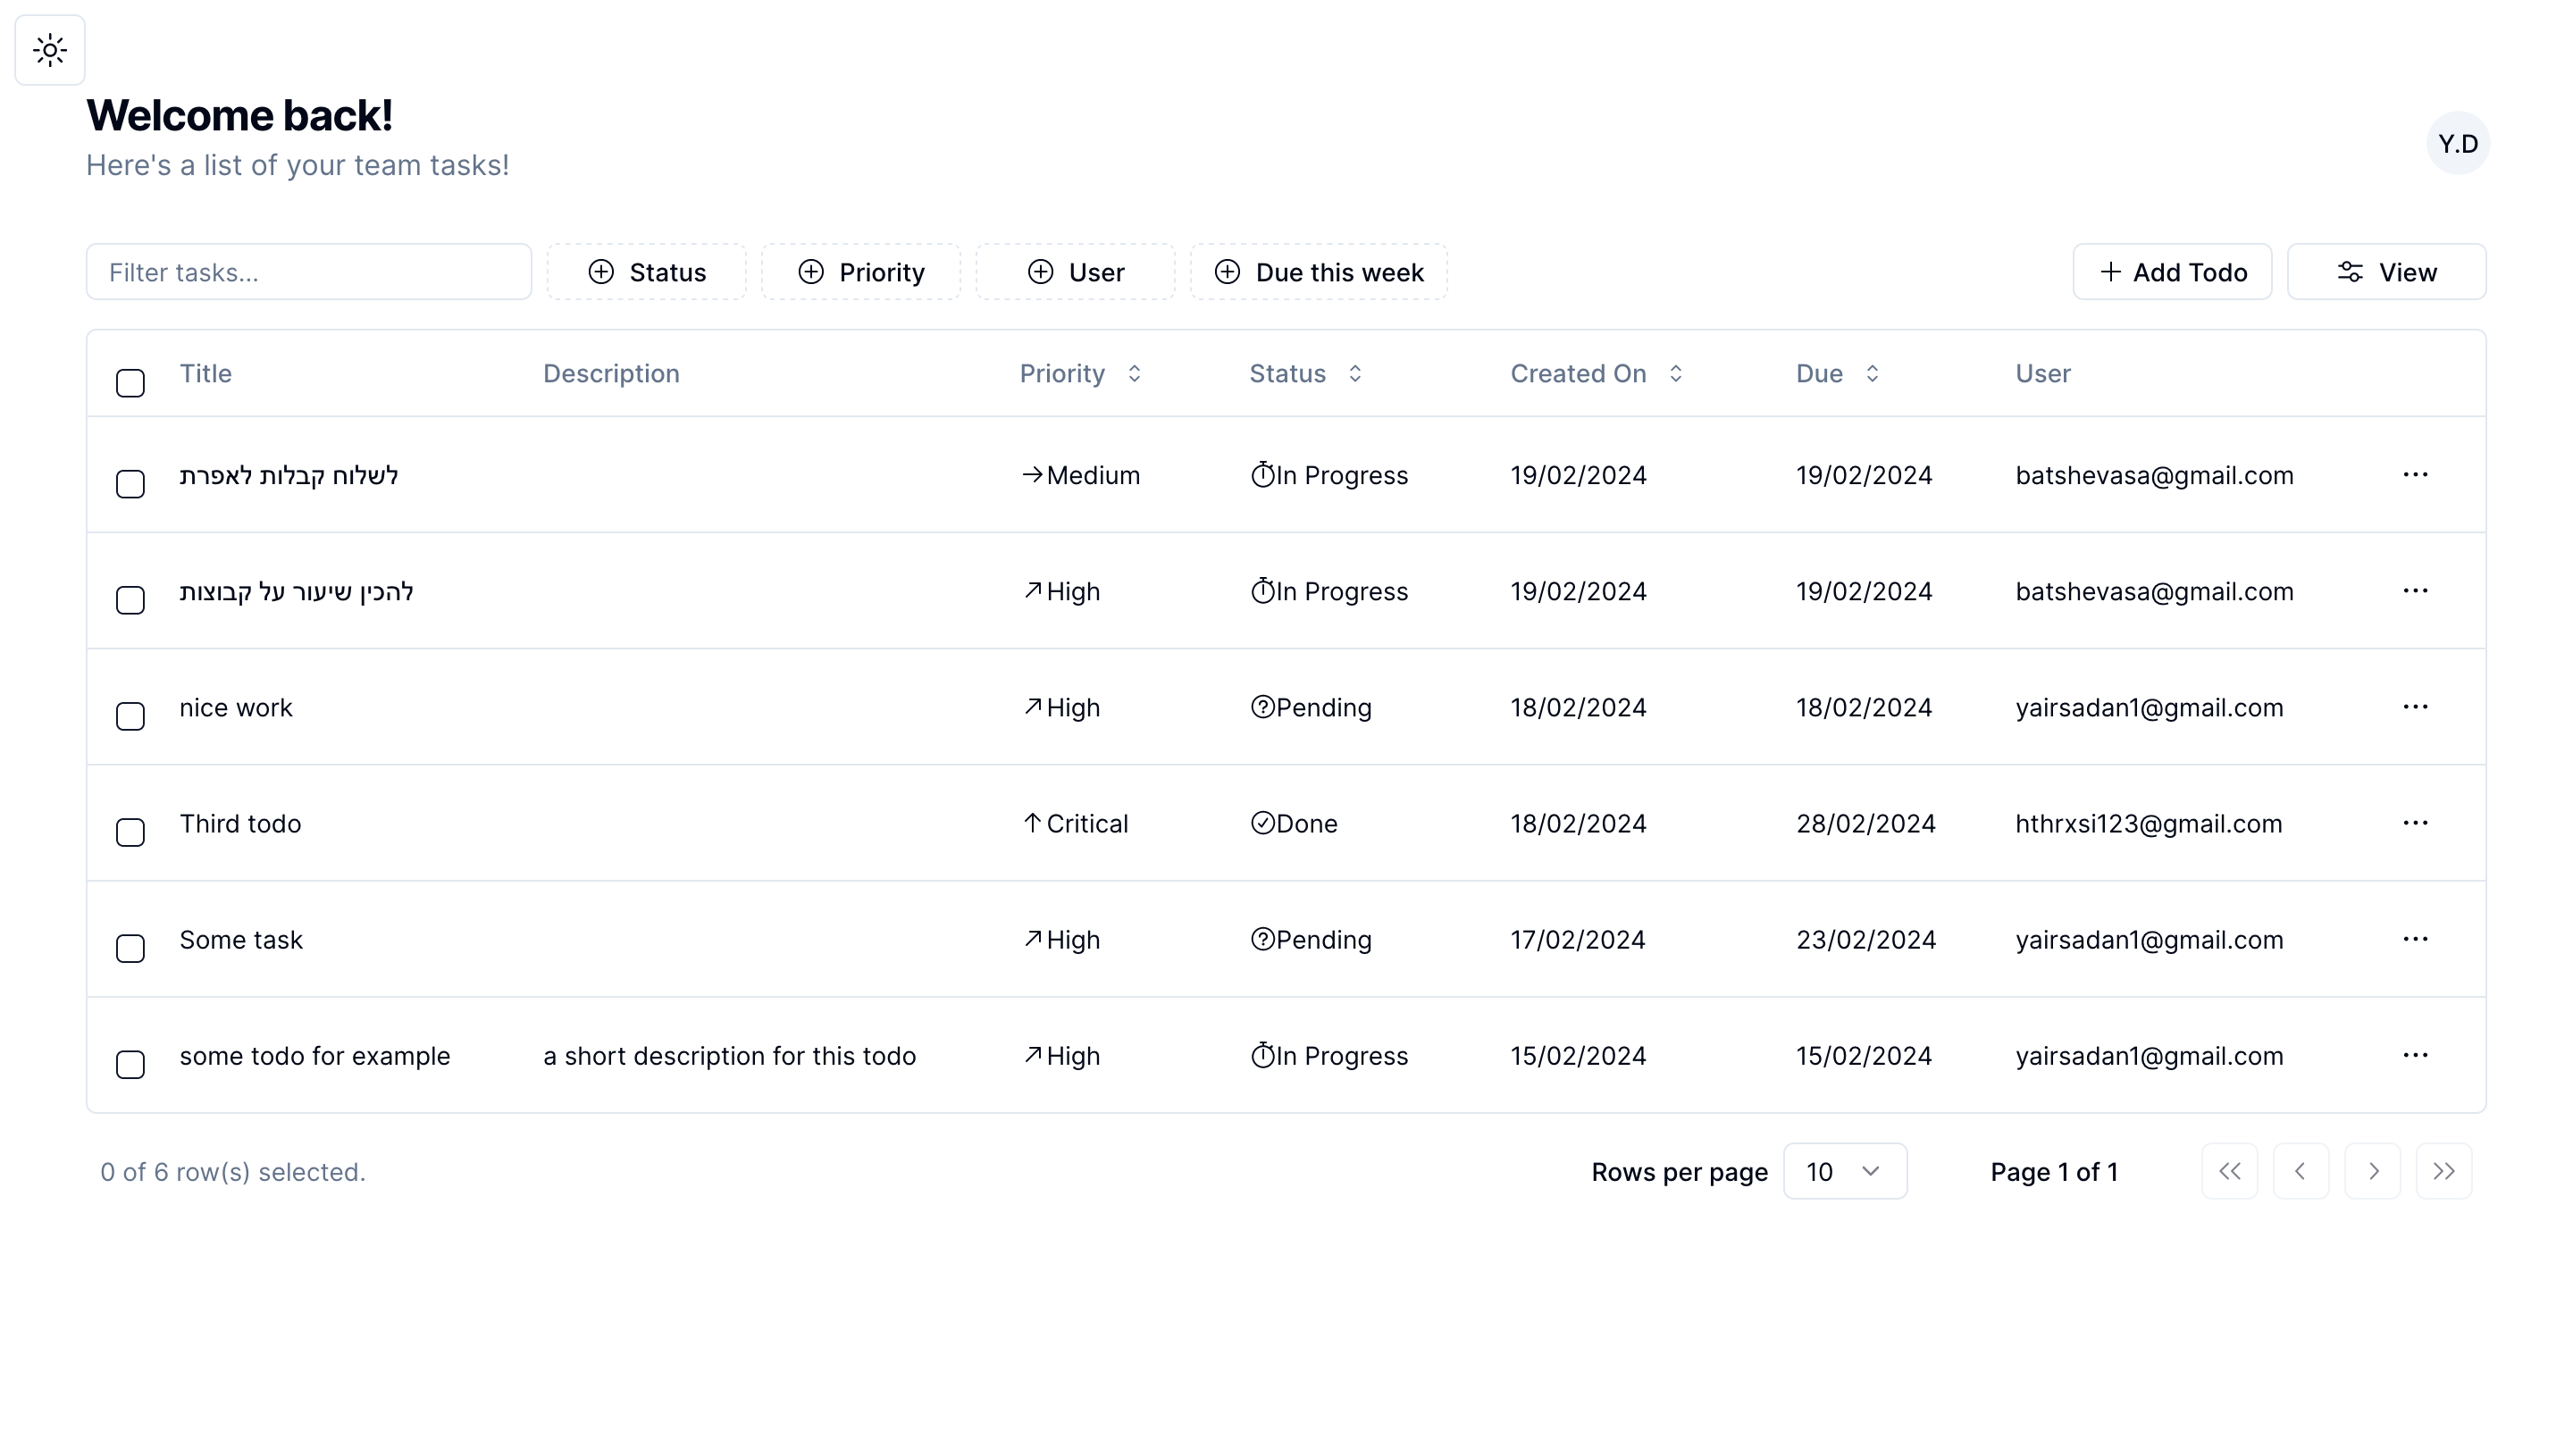 Welcome back!
Here's a list of your team tasks!
Y.D
Filter tasks...
Status
Priority
User
Due this week
Add Todo
View
Title Description Priority Status Created On Due User
לשלוח קבלות לאפרת Medium In Progress 19/02/2024 19/02/2024 batshevasa@gmail.com
להכין שיעור על קבוצות High In Progress 19/02/2024 19/02/2024 batshevasa@gmail.com
nice work High Pending 18/02/2024 18/02/2024 yairsadan1@gmail.com
Third todo Critical Done 18/02/2024 28/02/2024 hthrxsi123@gmail.com
Some task High Pending 17/02/2024 23/02/2024 yairsadan1@gmail.com
some todo for example a short description for this todo High In Progress 15/02/2024 15/02/2024 yairsadan1@gmail.com
0 of 6 row(s) selected.
Rows per page 10
Page 1 of 1